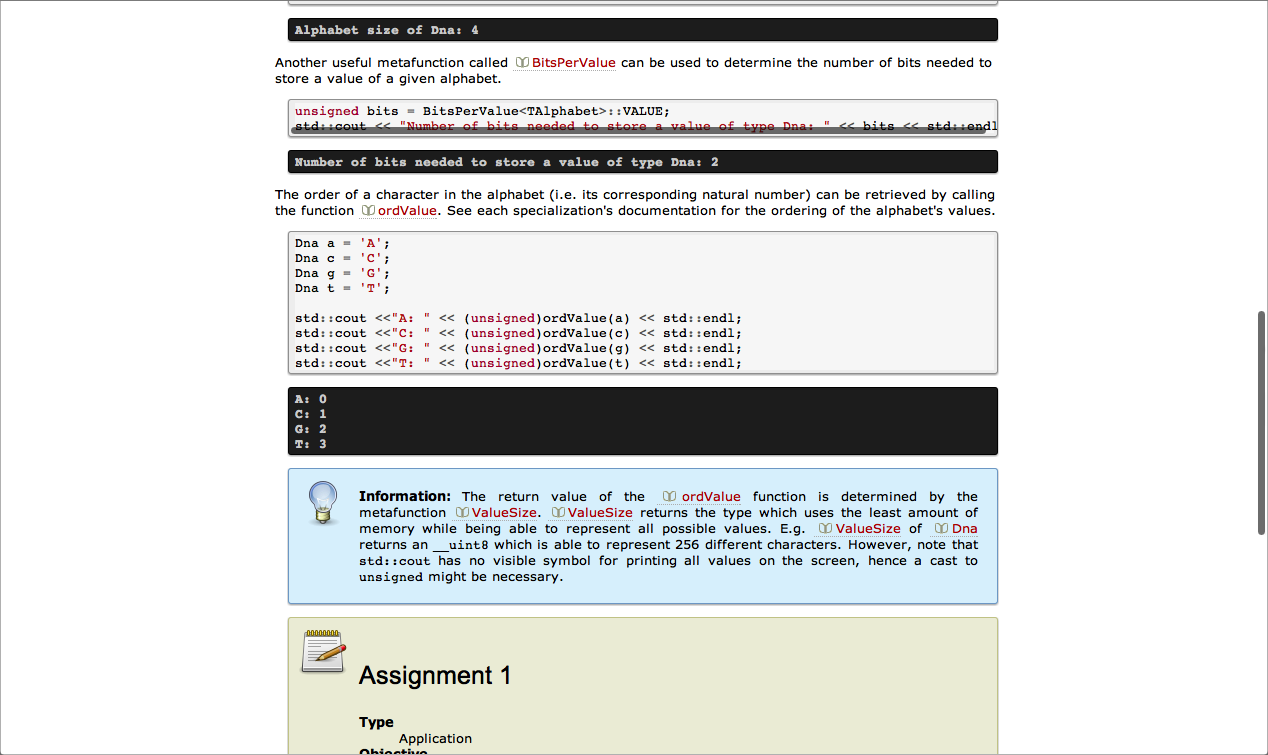 Alphabet size of Dna: 4
Another useful metafunction called BitsPerValue can be used to determine the number of bits needed to
store a value of a given alphabet.
unsigned bits = BitsPerValue<TAlphabet>::VALUE;
std::cout << "Number of bits needed to store a value of type Dna: " << bits << std::endl
Number of bits needed to store a value of type Dna: 2
The order of a character in the alphabet (i.e. its corresponding natural number) can be retrieved by calling
the function ordValue. See each specialization's documentation for the ordering of the alphabet's values.
Dna a = 'A';
Dna c = 'C';
Dna g = 'G';
Dna t = 'T';
std::cout <<"A: " << (unsigned)ordValue(a) << std::endl;
std::cout <<"C: " << (unsigned)ordValue(c) << std::endl;
std::cout <<"G: " << (unsigned)ordValue(g) << std::endl;
std::cout <<"T: " << (unsigned)ordValue(t) << std::endl;
A: 0
C: 1
G: 2
T: 3
Information: The return value of the ordValue function is determined by the
metafunction ValueSize. ValueSize returns the type which uses the least amount of
memory while being able to represent all possible values. E.g. ValueSize of Dna
returns an __uint8 which is able to represent 256 different characters. However, note that
std::cout has no visible symbol for printing all values on the screen, hence a cast to
unsigned might be necessary.
Assignment 1
Type
Application
Objective